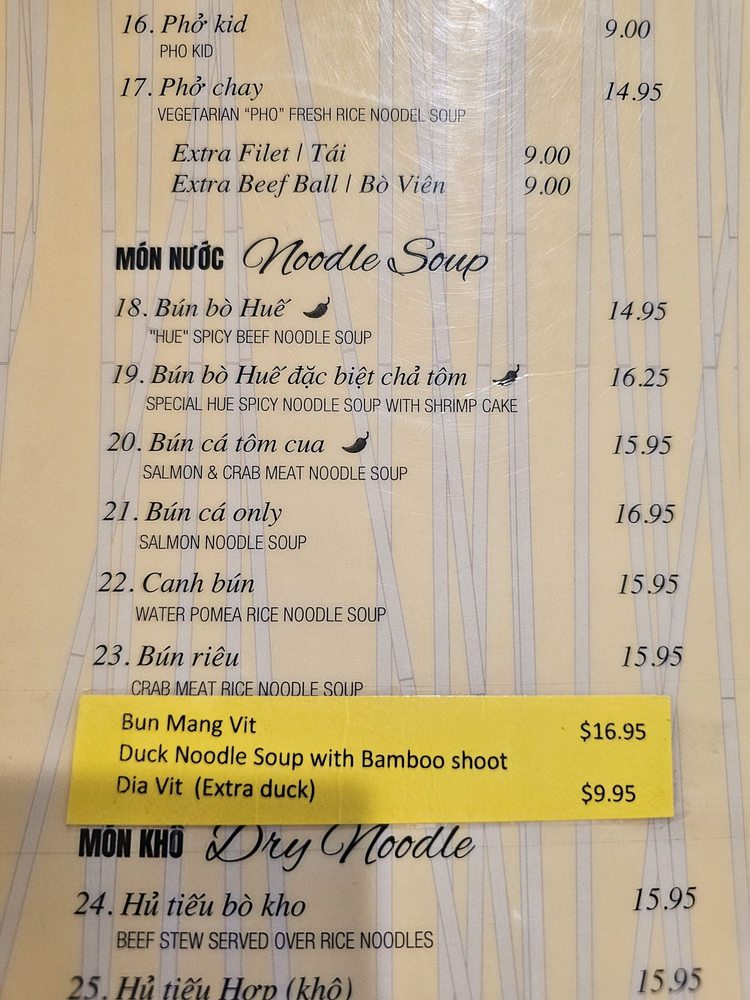 16. Phở kid 9.00
PHO KID
17. Phở chay 14.95
VEGETARIAN "PHO" FRESH RICE NOODEL SOUP
Extra Filet | Tái 9.00
Extra Beef Ball | Bò Viên 9.00
MÓN NƯỚC Noodle Soup
18. Bún bò Huế 14.95
"HUE" SPICY BEEF NOODLE SOUP
19. Bún bò Huế đặc biệt chả tôm 16.25
SPECIAL HUE SPICY NOODLE SOUP WITH SHRIMP CAKE
20. Bún cá tôm cua 15.95
SALMON & CRAB MEAT NOODLE SOUP
21. Bún cá only 16.95
SALMON NOODLE SOUP
22. Canh bún 15.95
WATER POMEA RICE NOODLE SOUP
23. Bún riêu 15.95
CRAB MEAT RICE NOODLE SOUP
Bun Mang Vit $16.95
Duck Noodle Soup with Bamboo shoot
Dia Vit (Extra duck) $9.95
MÓN KHÔ Dry Noodle
24. Hủ tiếu bò kho 15.95
BEEF STEW SERVED OVER RICE NOODLES
25. Hủ tiếu Hơp (khô) 15.95